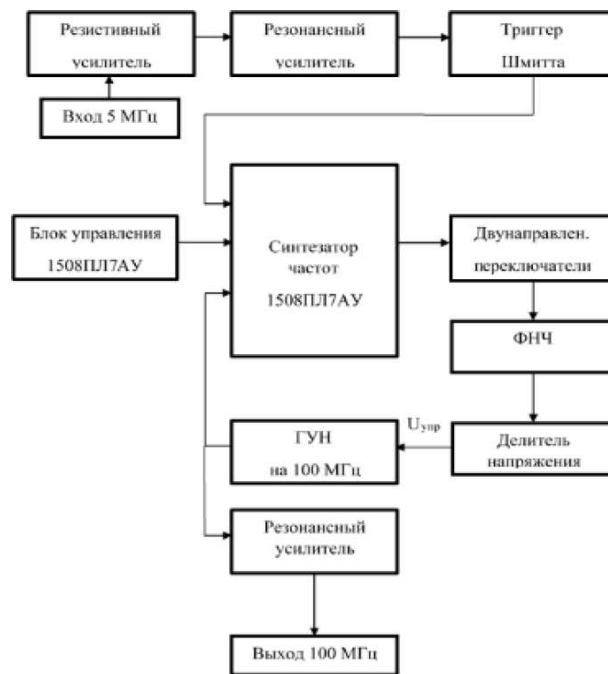 Резистивный
усилитель
Резонансный
усилитель
Триггер
Шмитта
Вход 5 МГц
Блок управления
1508ПЛ7АУ
Синтезатор
частот
1508ПЛ7АУ
Двунаправлен.
переключатели
ФНЧ
Uупр
ГУН
на 100 МГц
Делитель
напряжения
Резонансный
усилитель
Выход 100 МГц